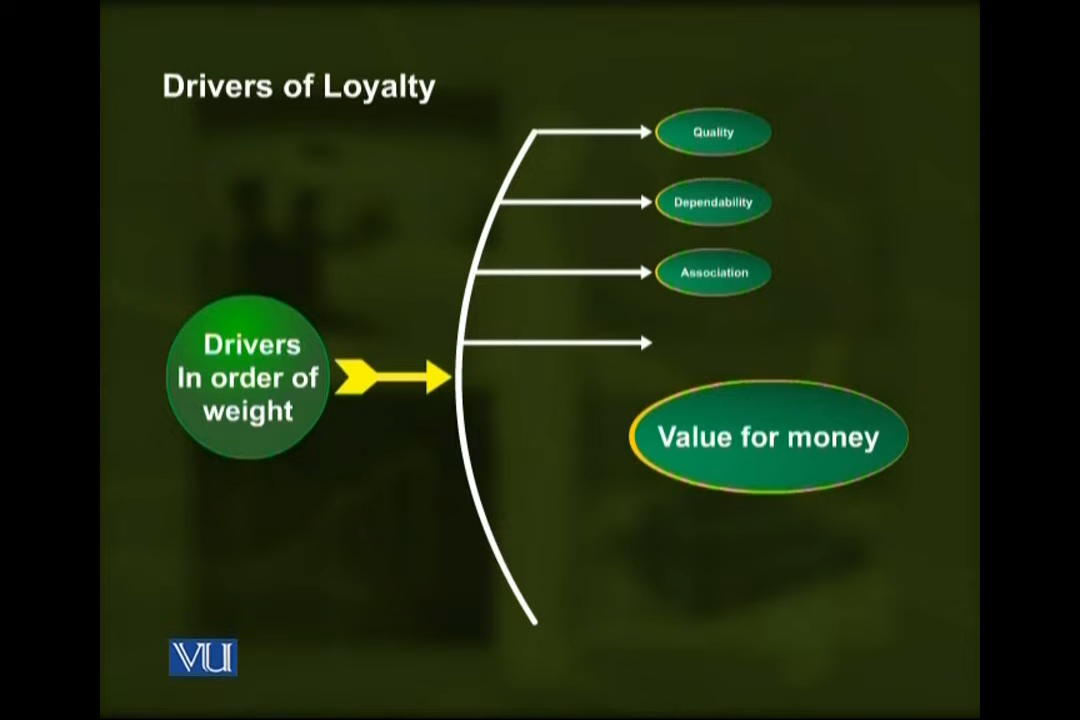 Drivers of Loyalty
Quality
Dependability
Association
Drivers
In order of
weight
Value for money
VU